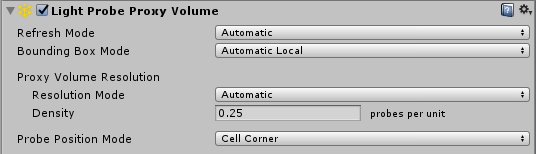 Light Probe Proxy Volume
Refresh Mode Automatic
Bounding Box Mode Automatic Local
Proxy Volume Resolution
Resolution Mode Automatic
Density 0.25 probes per unit
Probe Position Mode Cell Corner